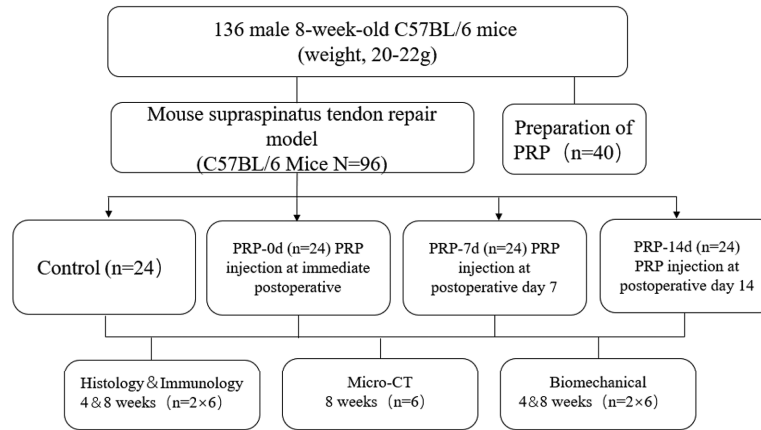 136 male 8-week-old C57BL/6 mice
(weight, 20-22g)
Mouse supraspinatus tendon repair
model
(C57BL/6 Mice N=96)
Preparation of
PRP（n=40）
Control (n=24）
PRP-0d (n=24) PRP
injection at immediate
postoperative
PRP-7d (n=24) PRP
injection at
postoperative day 7
PRP-14d (n=24)
PRP injection at
postoperative day 14
Histology＆Immunology
4＆8 weeks（n=2×6）
Micro-CT
8 weeks（n=6）
Biomechanical
4＆8 weeks（n=2×6）